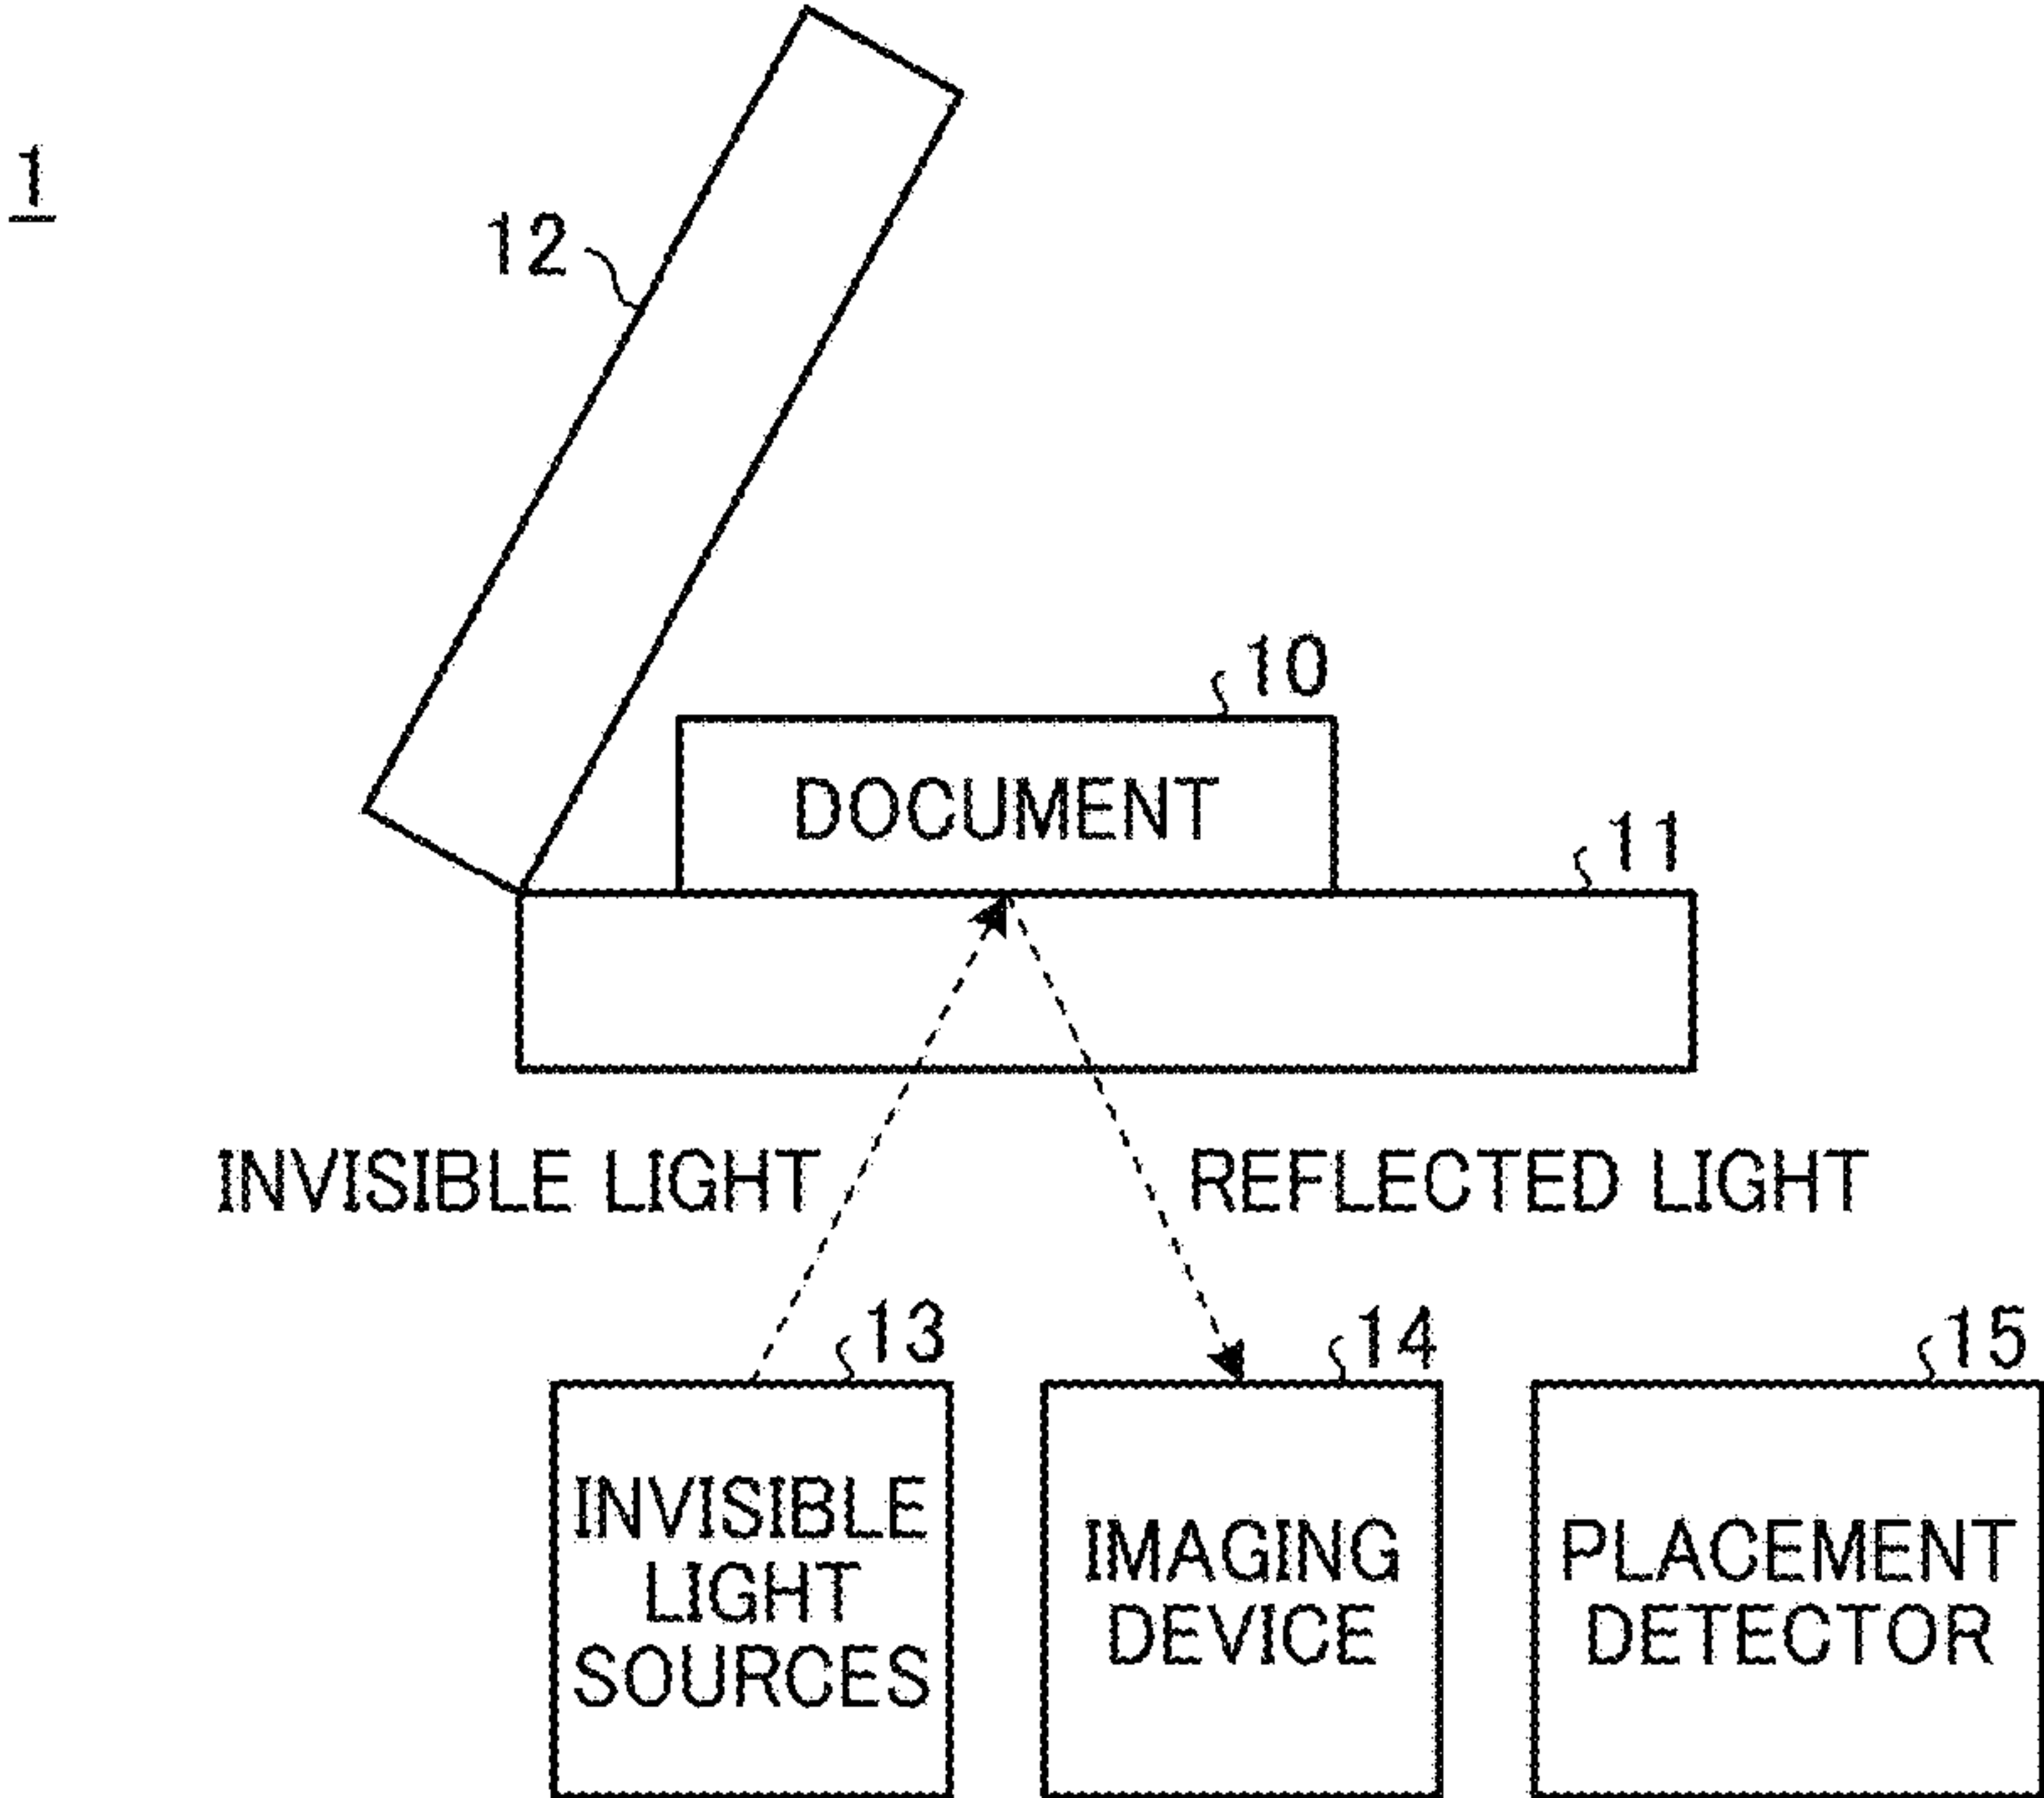 1
12
10
DOCUMENT
11
INVISIBLE LIGHT
REFLECTED LIGHT
13
14
15
INVISIBLE
LIGHT
SOURCES
IMAGING
DEVICE
PLACEMENT
DETECTOR